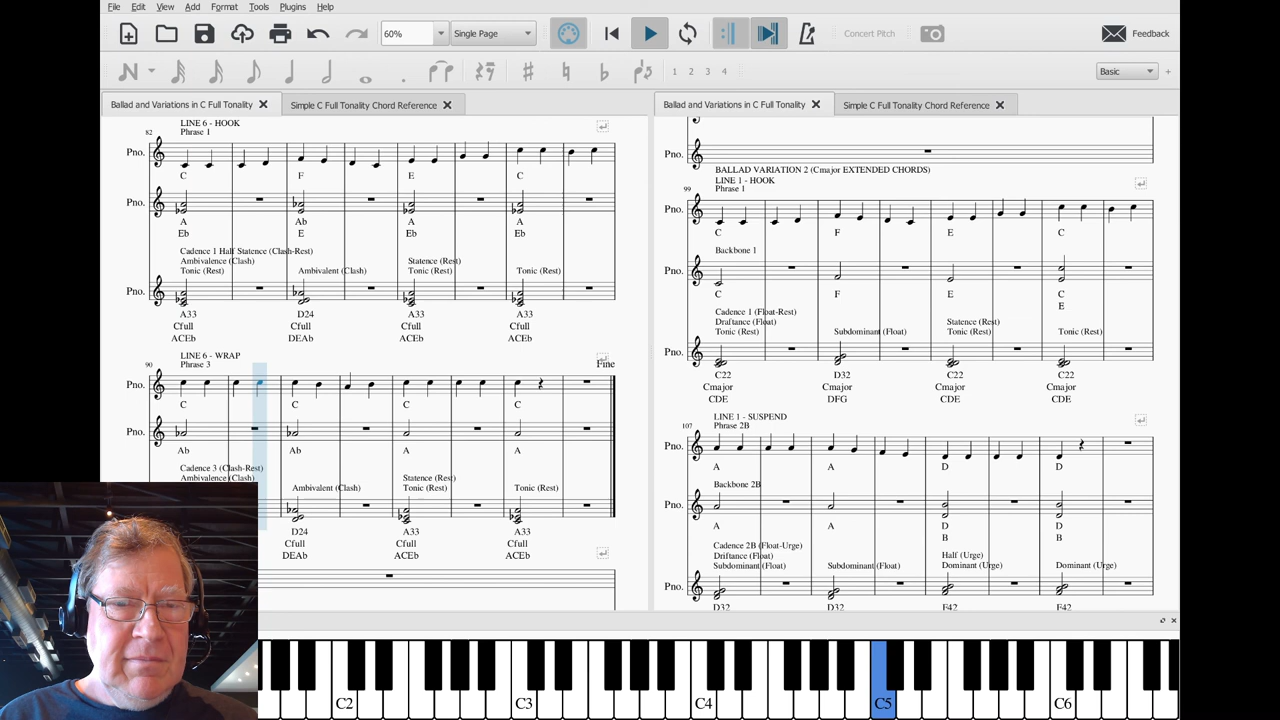 File Edit View Add Format Tools Plugins Help
60% Single Page Concert Pitch Feedback
1 2 3 4 Basic +
Ballad and Variations in C Full Tonality Simple C Full Tonality Chord Reference
LINE 6 - HOOK
82 Phrase 1
Pno.
C F E C
Pno.
A Ab A A
Eb E Eb Eb
Cadence 1 Half Statence (Clash-Rest)
Ambivalence (Clash) Statence (Rest)
Tonic (Rest) Ambivalent (Clash) Tonic (Rest) Tonic (Rest)
Pno.
A33 D24 A33 A33
Cfull Cfull Cfull Cfull
ACEb DEAb ACEb ACEb
LINE 6 - WRAP
90 Phrase 3 Fine
Pno.
C C C C
Pno.
Ab Ab A A
Cadence 3 (Clash-Rest)
Ambivalence (Clash) Statence (Rest)
Ambivalent (Clash) Tonic (Rest) Tonic (Rest)
D24 A33 A33
Cfull Cfull Cfull
DEAb ACEb ACEb
Ballad and Variations in C Full Tonality Simple C Full Tonality Chord Reference
Pno.
BALLAD VARIATION 2 (Cmajor EXTENDED CHORDS)
LINE 1 - HOOK
99 Phrase 1
Pno.
C F E C
Backbone 1
Pno.
C F E C
E
Cadence 1 (Float-Rest)
Draftance (Float) Statence (Rest)
Tonic (Rest) Subdominant (Float) Tonic (Rest) Tonic (Rest)
Pno.
C22 D32 C22 C22
Cmajor Cmajor Cmajor Cmajor
CDE DFG CDE CDE
LINE 1 - SUSPEND
107 Phrase 2B
Pno.
A A D D
Backbone 2B
Pno.
A A D D
B B
Cadence 2B (Float-Urge)
Driftance (Float) Half (Urge)
Subdominant (Float) Subdominant (Float) Dominant (Urge) Dominant (Urge)
Pno.
D32 D32 F42 F42
C2 C3 C4 C5 C6